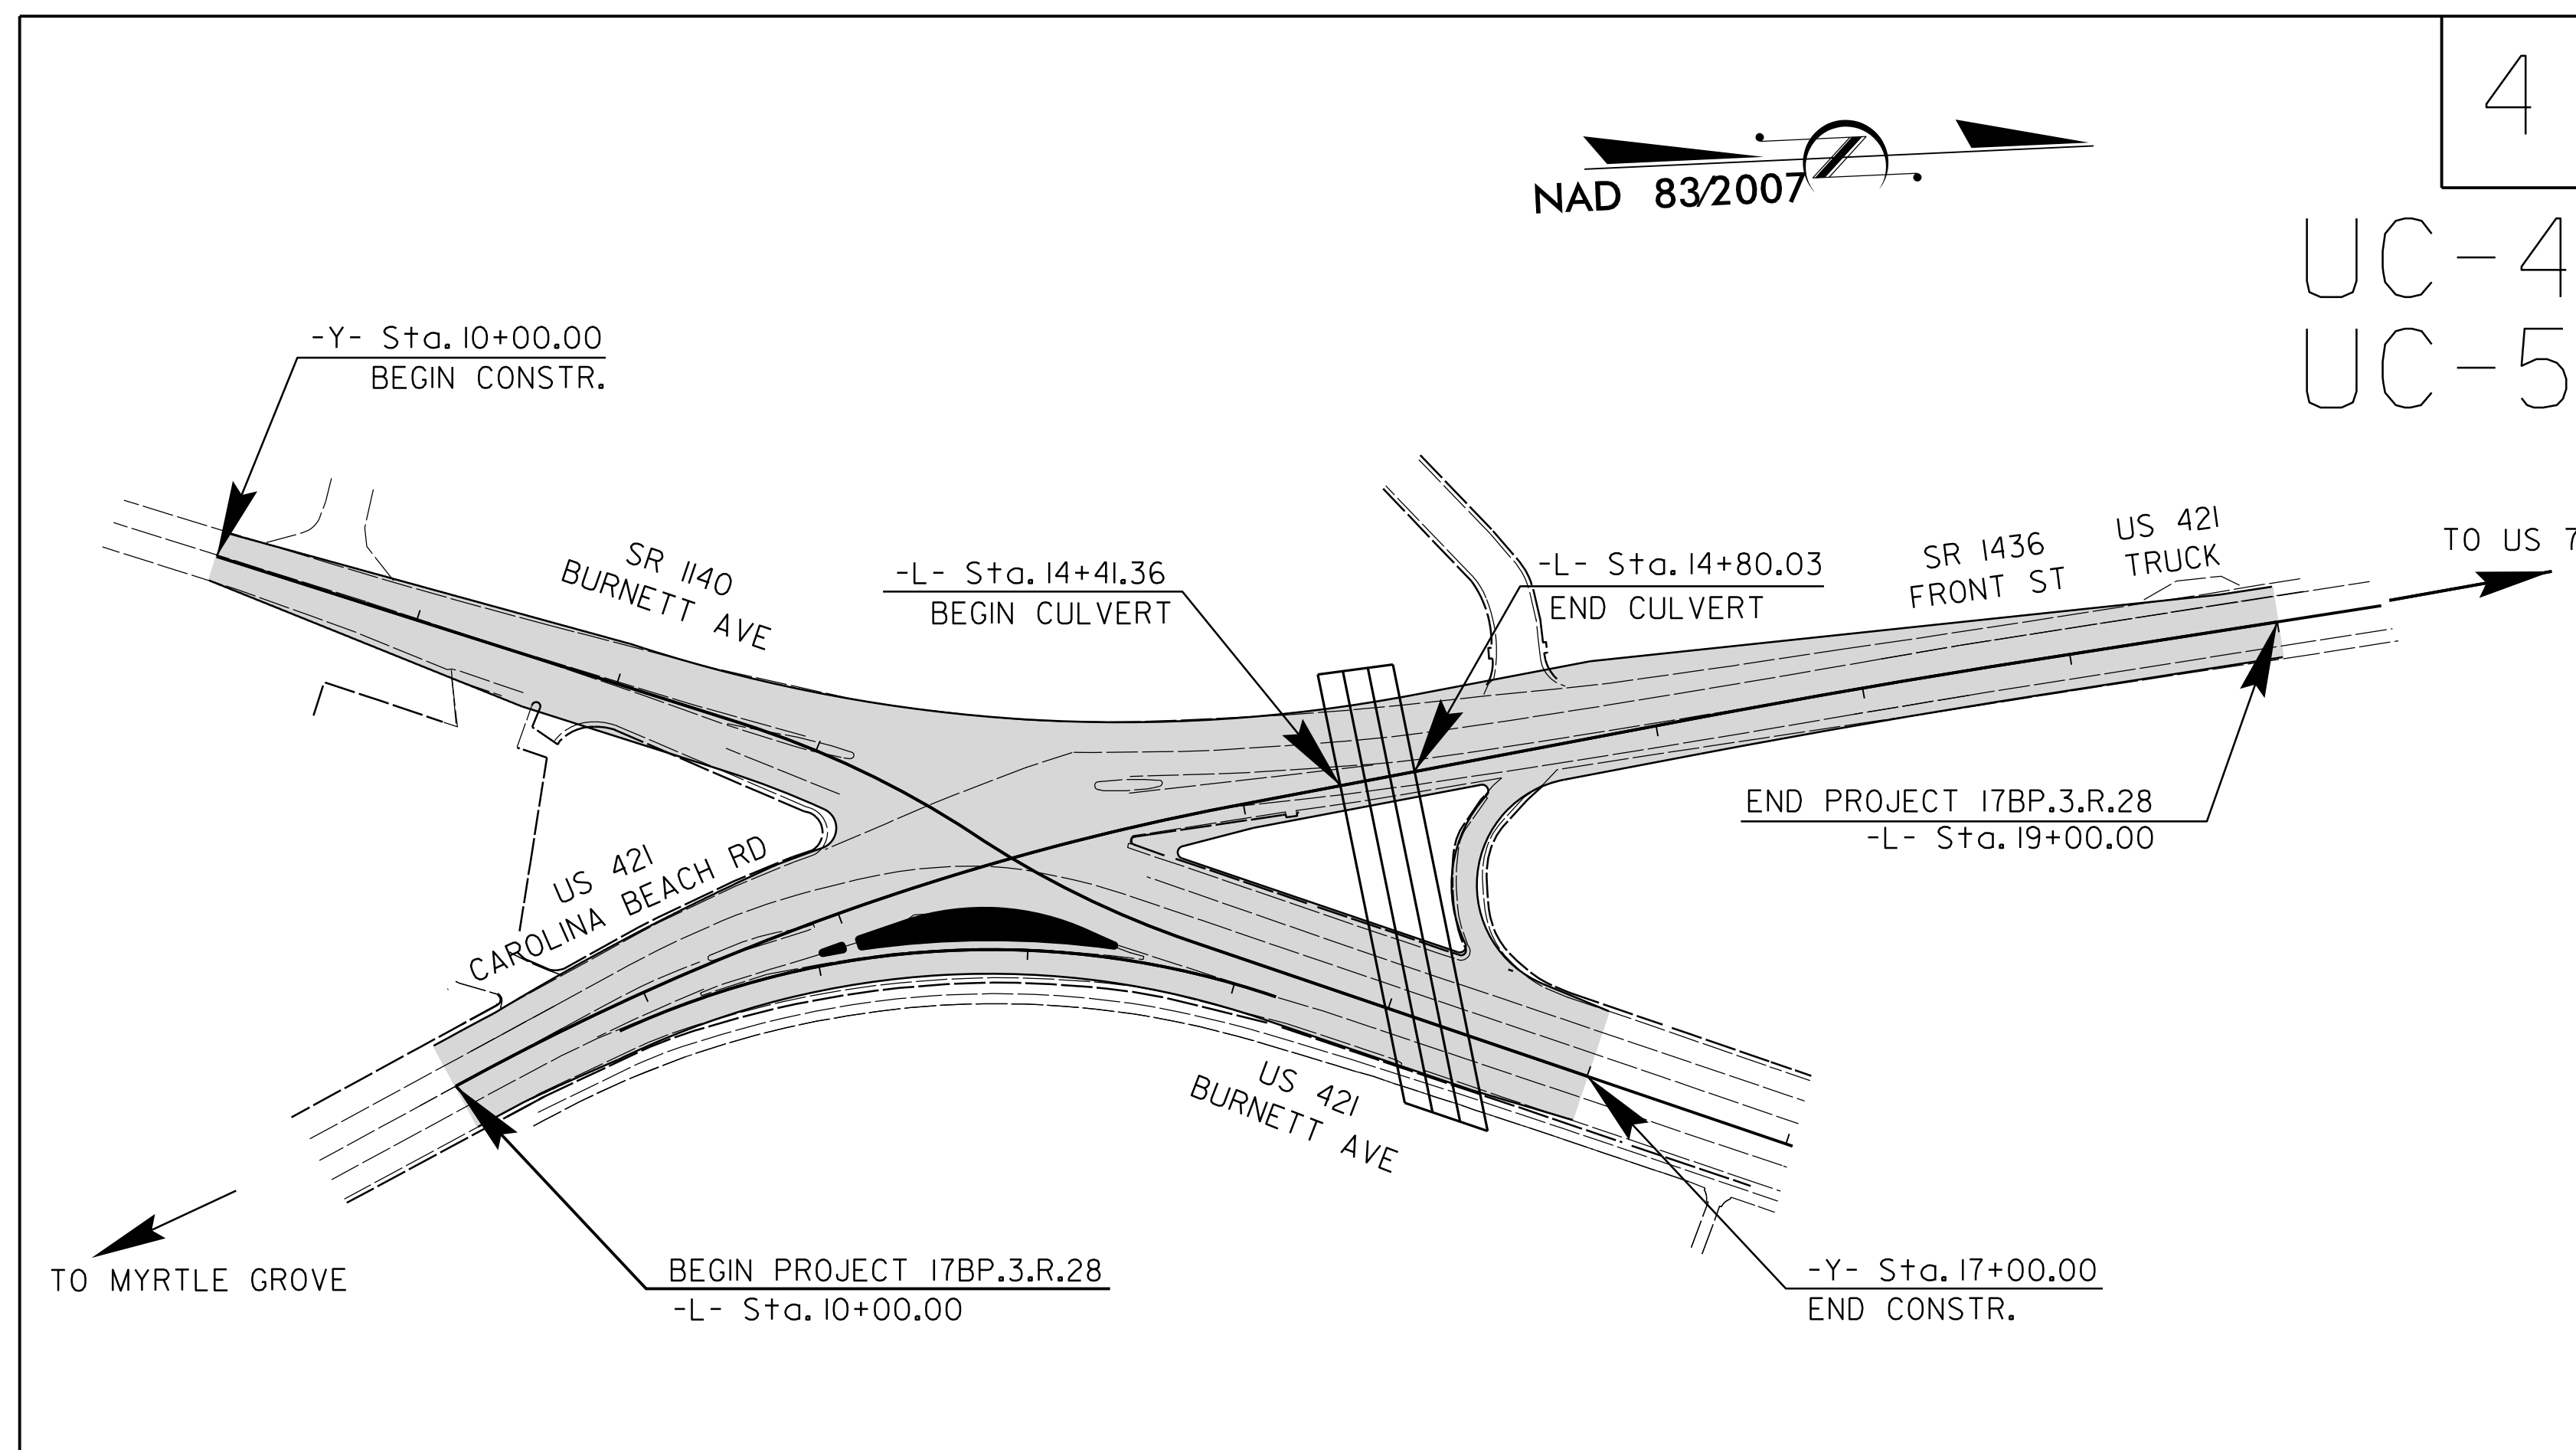 4
NAD 83/2007
UC-4
UC-5
-Y- Sta. 10+00.00
BEGIN CONSTR.
SR 1140
BURNETT AVE
-L- Sta. 14+41.36
BEGIN CULVERT
-L- Sta. 14+80.03
END CULVERT
SR 1436
FRONT ST
US 421
TRUCK
TO US 7
END PROJECT 17BP.3.R.28
-L- Sta. 19+00.00
US 421
CAROLINA BEACH RD
US 421
BURNETT AVE
TO MYRTLE GROVE
BEGIN PROJECT 17BP.3.R.28
-L- Sta. 10+00.00
-Y- Sta. 17+00.00
END CONSTR.